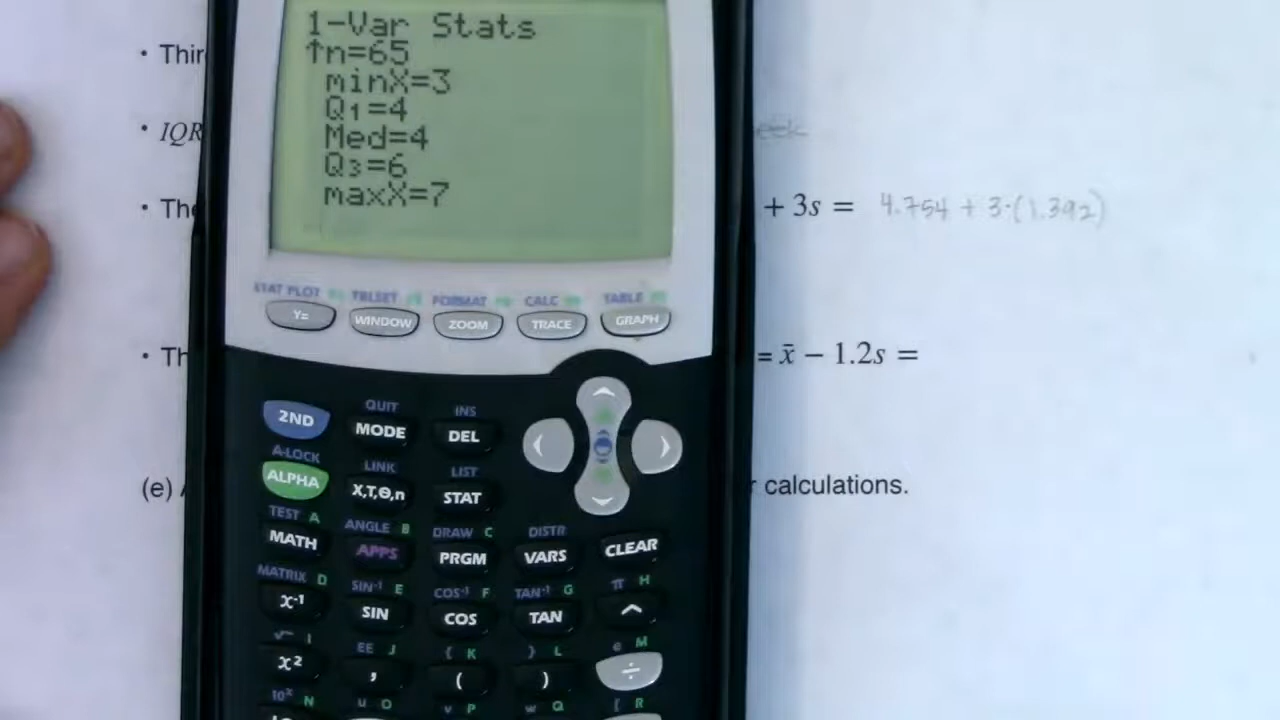 1-Var Stats
↑n=65
minX=3
Q₁=4
Med=4
Q₃=6
maxX=7
• Thir
• IQR
• The + 3s = 4.754 + 3·(1.392)
• Th = x̄ − 1.2s =
(e) calculations.
STAT PLOT TBLSET FORMAT CALC TABLE
Y= WINDOW ZOOM TRACE GRAPH
QUIT INS
2ND MODE DEL
A-LOCK LINK LIST
ALPHA X,T,Θ,n STAT
TEST A ANGLE B DRAW C DISTR
MATH APPS PRGM VARS CLEAR
MATRIX D SIN⁻¹ E COS⁻¹ F TAN⁻¹ G π H
x⁻¹ SIN COS TAN ^
√ I EE J { K } L e M
x² , ( ) ÷
10ˣ N u O v P w Q [ R